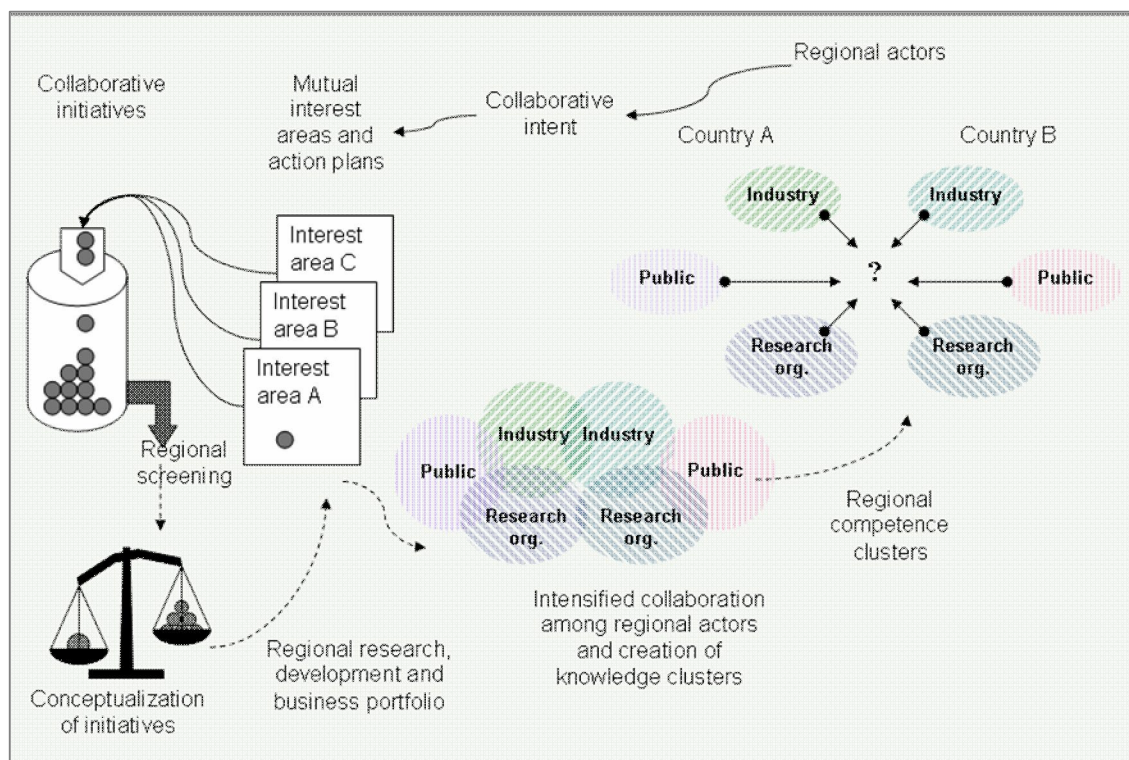 Regional actors
Collaborative
initiatives
Mutual
interest
areas and
action plans
Collaborative
intent
Country A
Country B
Industry
Industry
Public
?
Public
Research
org.
Research
org.
Interest
area C
Interest
area B
Interest
area A
Regional
screening
Industry
Industry
Public
Public
Research
org.
Research
org.
Regional
competence
clusters
Intensified collaboration
among regional actors
and creation of
knowledge clusters
Regional research,
development and
business portfolio
Conceptualization
of initiatives